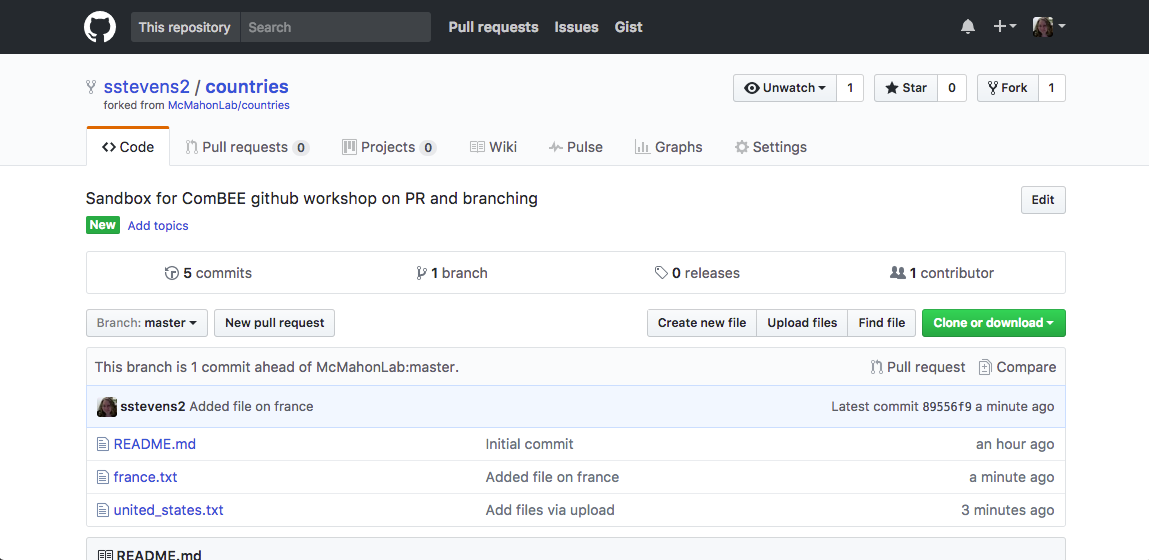 This repository Search Pull requests Issues Gist
sstevens2 / countries Unwatch 1 Star 0 Fork 1
forked from McMahonLab/countries
Code Pull requests 0 Projects 0 Wiki Pulse Graphs Settings
Sandbox for ComBEE github workshop on PR and branching Edit
New Add topics
5 commits 1 branch 0 releases 1 contributor
Branch: master New pull request Create new file Upload files Find file Clone or download
This branch is 1 commit ahead of McMahonLab:master. Pull request Compare
sstevens2 Added file on france Latest commit 89556f9 a minute ago
README.md Initial commit an hour ago
france.txt Added file on france a minute ago
united_states.txt Add files via upload 3 minutes ago
README.md